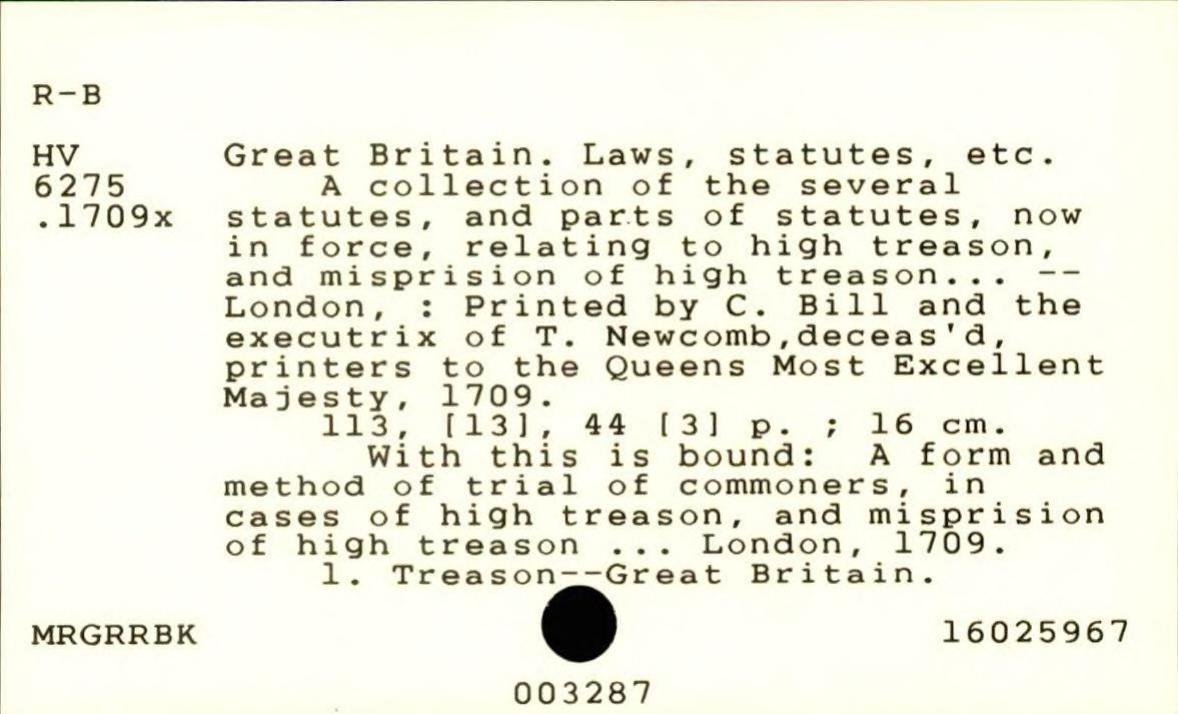 R-B
HV Great Britain. Laws, statutes, etc.
6275 A collection of the several
.1709x statutes, and parts of statutes, now
in force, relating to high treason,
and misprision of high treason... --
London, : Printed by C. Bill and the
executrix of T. Newcomb,deceas'd,
printers to the Queens Most Excellent
Majesty, 1709.
113, [13], 44 [3] p. ; 16 cm.
With this is bound: A form and
method of trial of commoners, in
cases of high treason, and misprision
of high treason ... London, 1709.
1. Treason--Great Britain.
MRGRRBK 16025967
003287